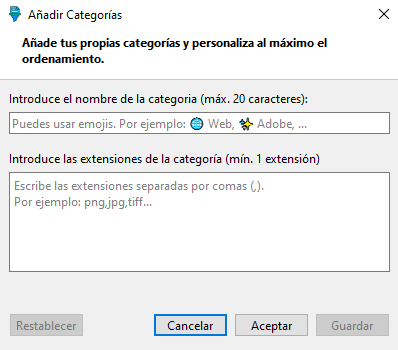 Añadir Categorías
Añade tus propias categorías y personaliza al máximo el
ordenamiento.
Introduce el nombre de la categoria (máx. 20 caracteres):
Puedes usar emojis. Por ejemplo: 🌐 Web, ✨ Adobe, ...
Introduce las extensiones de la categoría (mín. 1 extensión)
Escribe las extensiones separadas por comas (,).
Por ejemplo: png,jpg,tiff...
Restablecer Cancelar Aceptar Guardar